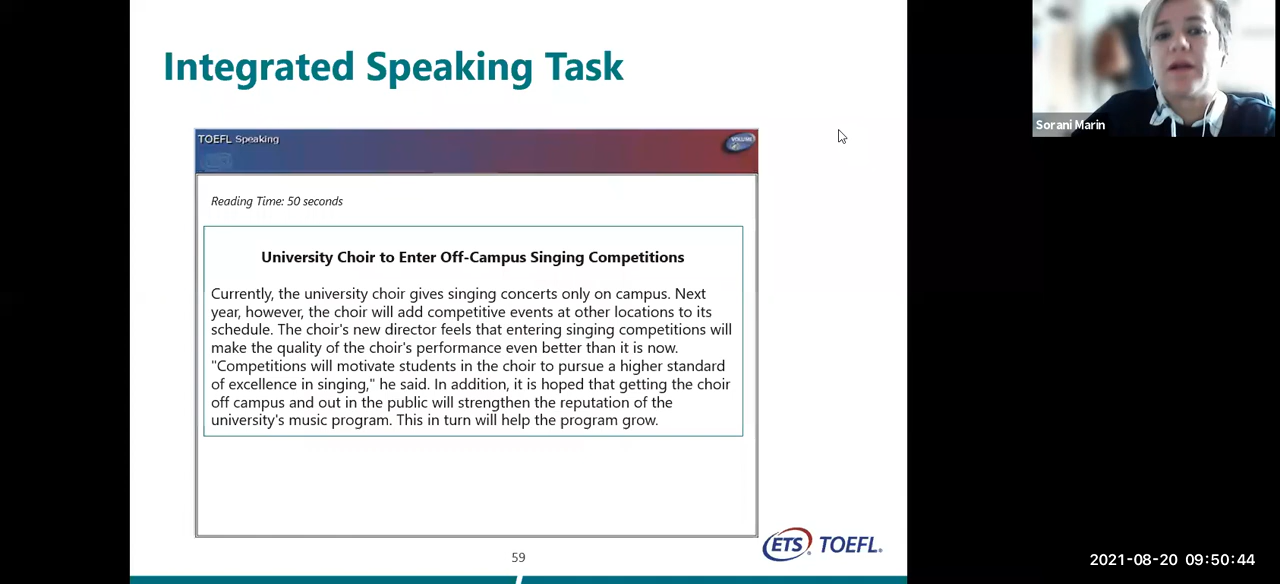 Integrated Speaking Task
TOEFL Speaking
VOLUME
Reading Time: 50 seconds
University Choir to Enter Off-Campus Singing Competitions
Currently, the university choir gives singing concerts only on campus. Next
year, however, the choir will add competitive events at other locations to its
schedule. The choir's new director feels that entering singing competitions will
make the quality of the choir's performance even better than it is now.
"Competitions will motivate students in the choir to pursue a higher standard
of excellence in singing," he said. In addition, it is hoped that getting the choir
off campus and out in the public will strengthen the reputation of the
university's music program. This in turn will help the program grow.
59
ETS TOEFL.
Sorani Marin
2021-08-20 09:50:44